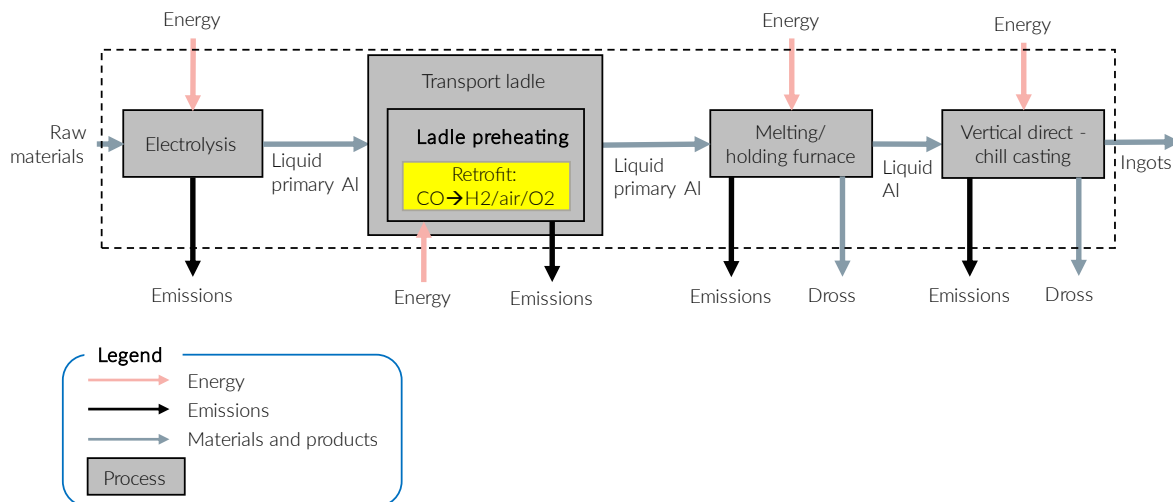 Energy
Energy
Energy
Transport ladle
Raw
materials
Electrolysis
Liquid
primary Al
Ladle preheating
Retrofit:
CO→H2/air/O2
Liquid
primary Al
Melting/
holding furnace
Liquid
Al
Vertical direct -
chill casting
Ingots
Emissions
Energy
Emissions
Emissions
Dross
Emissions
Dross
Legend
Energy
Emissions
Materials and products
Process